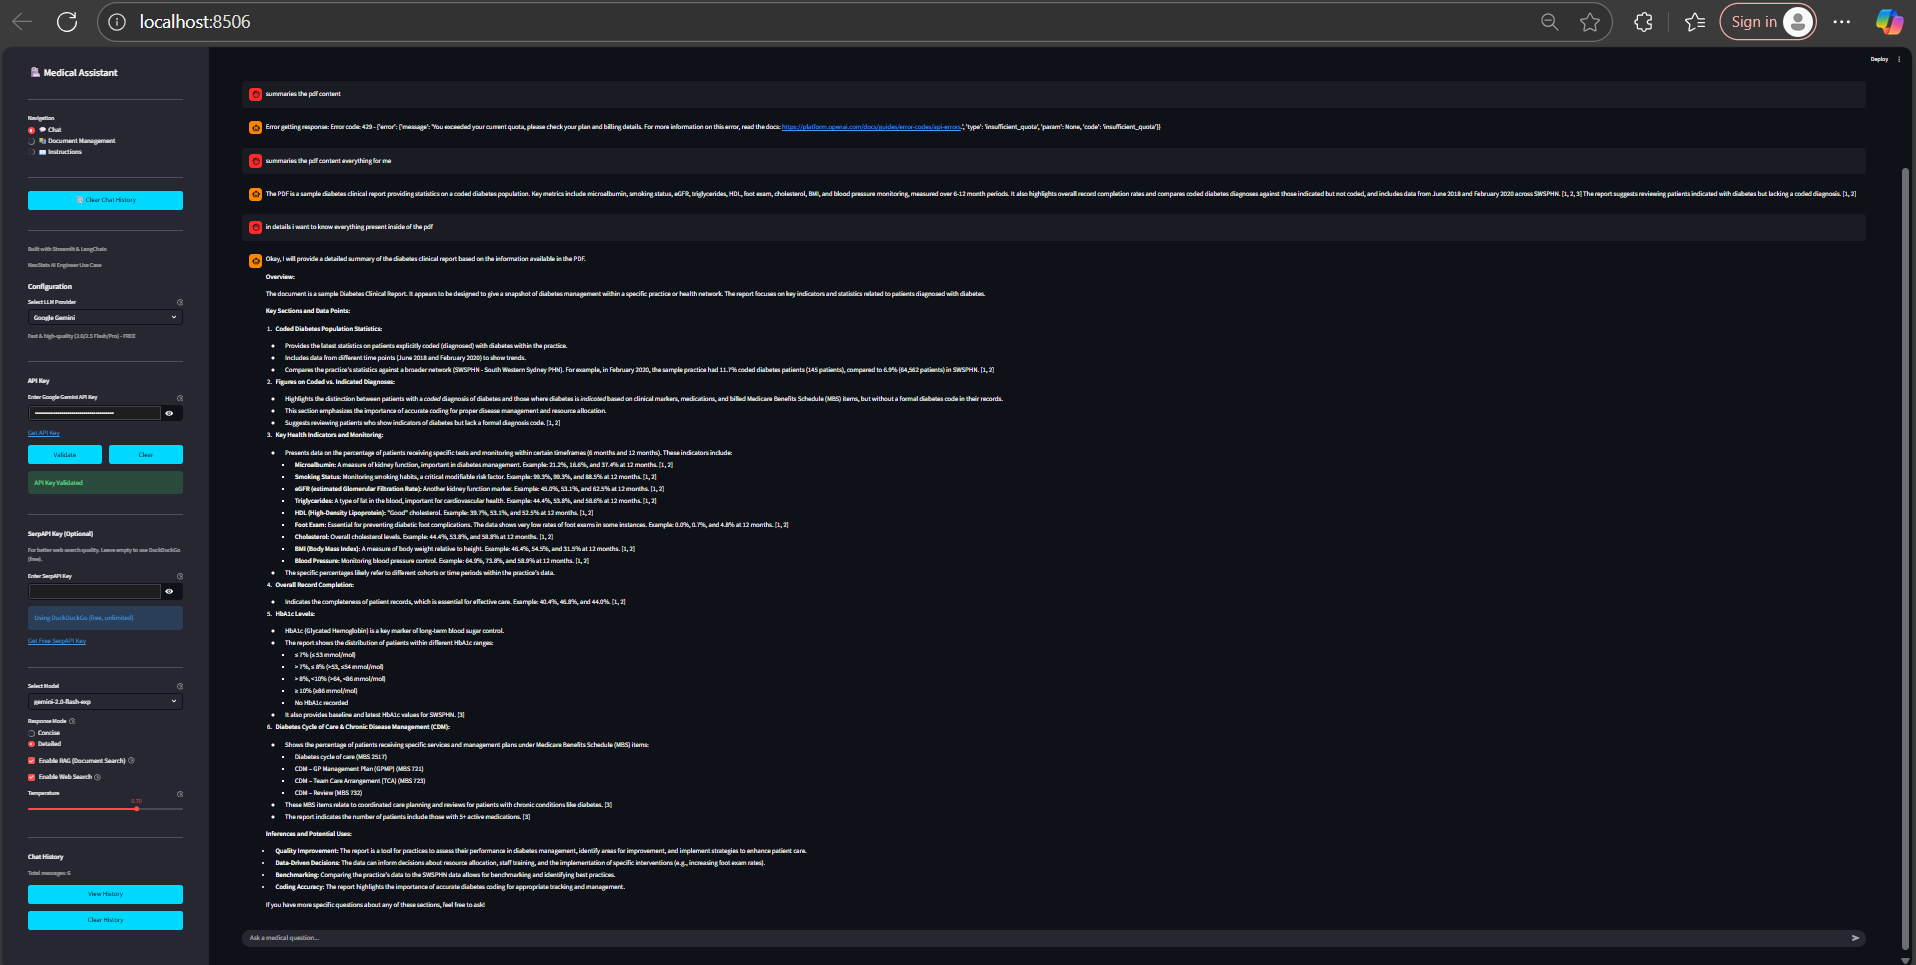 localhost:8506
Sign in
Deploy
Medical Assistant
Navigation
Chat
Document Management
Instructions
Clear Chat History
Built with Streamlit & LangChain
NeoStats AI Engineer Use Case
Configuration
Select LLM Provider
Google Gemini
Fast & high-quality (2.0/2.5 Flash/Pro) - FREE
API Key
Enter Google Gemini API Key
Get API Key
Validate
Clear
API Key Validated
SerpAPI Key (Optional)
For better web search quality. Leave empty to use DuckDuckGo
(free).
Enter SerpAPI Key
Using DuckDuckGo (free, unlimited)
Get Free SerpAPI Key
Select Model
gemini-2.0-flash-exp
Response Mode
Concise
Detailed
Enable RAG (Document Search)
Enable Web Search
Temperature
0.70
Chat History
Total messages: 6
View History
Clear History
summaries the pdf content
Error getting response: Error code: 429 - {'error': {'message': 'You exceeded your current quota, please check your plan and billing details. For more information on this error, read the docs: https://platform.openai.com/docs/guides/error-codes/api-errors.', 'type': 'insufficient_quota', 'param': None, 'code': 'insufficient_quota'}}
summaries the pdf content everything for me
The PDF is a sample diabetes clinical report providing statistics on a coded diabetes population. Key metrics include microalbumin, smoking status, eGFR, triglycerides, HDL, foot exam, cholesterol, BMI, and blood pressure monitoring, measured over 6-12 month periods. It also highlights overall record completion rates and compares coded diabetes diagnoses against those indicated but not coded, and includes data from June 2018 and February 2020 across SWSPHN. [1, 2, 3] The report suggests reviewing patients indicated with diabetes but lacking a coded diagnosis. [1, 2]
in details i want to know everything present inside of the pdf
Okay, I will provide a detailed summary of the diabetes clinical report based on the information available in the PDF.
Overview:
The document is a sample Diabetes Clinical Report. It appears to be designed to give a snapshot of diabetes management within a specific practice or health network. The report focuses on key indicators and statistics related to patients diagnosed with diabetes.
Key Sections and Data Points:
1. Coded Diabetes Population Statistics:
• Provides the latest statistics on patients explicitly coded (diagnosed) with diabetes within the practice.
• Includes data from different time points (June 2018 and February 2020) to show trends.
• Compares the practice's statistics against a broader network (SWSPHN - South Western Sydney PHN). For example, in February 2020, the sample practice had 11.7% coded diabetes patients (145 patients), compared to 6.9% (64,562 patients) in SWSPHN. [1, 2]
2. Figures on Coded vs. Indicated Diagnoses:
• Highlights the distinction between patients with a coded diagnosis of diabetes and those where diabetes is indicated based on clinical markers, medications, and billed Medicare Benefits Schedule (MBS) items, but without a formal diabetes code in their records.
• This section emphasizes the importance of accurate coding for proper disease management and resource allocation.
• Suggests reviewing patients who show indicators of diabetes but lack a formal diagnosis code. [1, 2]
3. Key Health Indicators and Monitoring:
• Presents data on the percentage of patients receiving specific tests and monitoring within certain timeframes (6 months and 12 months). These indicators include:
▪ Microalbumin: A measure of kidney function, important in diabetes management. Example: 21.2%, 16.6%, and 37.4% at 12 months. [1, 2]
▪ Smoking Status: Monitoring smoking habits, a critical modifiable risk factor. Example: 99.3%, 99.3%, and 88.5% at 12 months. [1, 2]
▪ eGFR (estimated Glomerular Filtration Rate): Another kidney function marker. Example: 45.0%, 53.1%, and 62.5% at 12 months. [1, 2]
▪ Triglycerides: A type of fat in the blood, important for cardiovascular health. Example: 44.4%, 53.8%, and 58.6% at 12 months. [1, 2]
▪ HDL (High-Density Lipoprotein): "Good" cholesterol. Example: 39.7%, 53.1%, and 52.5% at 12 months. [1, 2]
▪ Foot Exam: Essential for preventing diabetic foot complications. The data shows very low rates of foot exams in some instances. Example: 0.0%, 0.7%, and 4.8% at 12 months. [1, 2]
▪ Cholesterol: Overall cholesterol levels. Example: 44.4%, 53.8%, and 58.8% at 12 months. [1, 2]
▪ BMI (Body Mass Index): A measure of body weight relative to height. Example: 46.4%, 54.5%, and 31.5% at 12 months. [1, 2]
▪ Blood Pressure: Monitoring blood pressure control. Example: 64.9%, 73.8%, and 58.9% at 12 months. [1, 2]
• The specific percentages likely refer to different cohorts or time periods within the practice's data.
4. Overall Record Completion:
• Indicates the completeness of patient records, which is essential for effective care. Example: 40.4%, 46.8%, and 44.0%. [1, 2]
5. HbA1c Levels:
• HbA1c (Glycated Hemoglobin) is a key marker of long-term blood sugar control.
• The report shows the distribution of patients within different HbA1c ranges:
▪ ≤ 7% (≤ 53 mmol/mol)
▪ > 7%, ≤ 8% (>53, ≤54 mmol/mol)
▪ > 8%, <10% (>64, <86 mmol/mol)
▪ ≥ 10% (≥86 mmol/mol)
▪ No HbA1c recorded
• It also provides baseline and latest HbA1c values for SWSPHN. [3]
6. Diabetes Cycle of Care & Chronic Disease Management (CDM):
• Shows the percentage of patients receiving specific services and management plans under Medicare Benefits Schedule (MBS) items:
▪ Diabetes cycle of care (MBS 2517)
▪ CDM – GP Management Plan (GPMP) (MBS 721)
▪ CDM – Team Care Arrangement (TCA) (MBS 723)
▪ CDM – Review (MBS 732)
• These MBS items relate to coordinated care planning and reviews for patients with chronic conditions like diabetes. [3]
• The report indicates the number of patients include those with 5+ active medications. [3]
Inferences and Potential Uses:
• Quality Improvement: The report is a tool for practices to assess their performance in diabetes management, identify areas for improvement, and implement strategies to enhance patient care.
• Data-Driven Decisions: The data can inform decisions about resource allocation, staff training, and the implementation of specific interventions (e.g., increasing foot exam rates).
• Benchmarking: Comparing the practice's data to the SWSPHN data allows for benchmarking and identifying best practices.
• Coding Accuracy: The report highlights the importance of accurate diabetes coding for appropriate tracking and management.
If you have more specific questions about any of these sections, feel free to ask!
Ask a medical question...